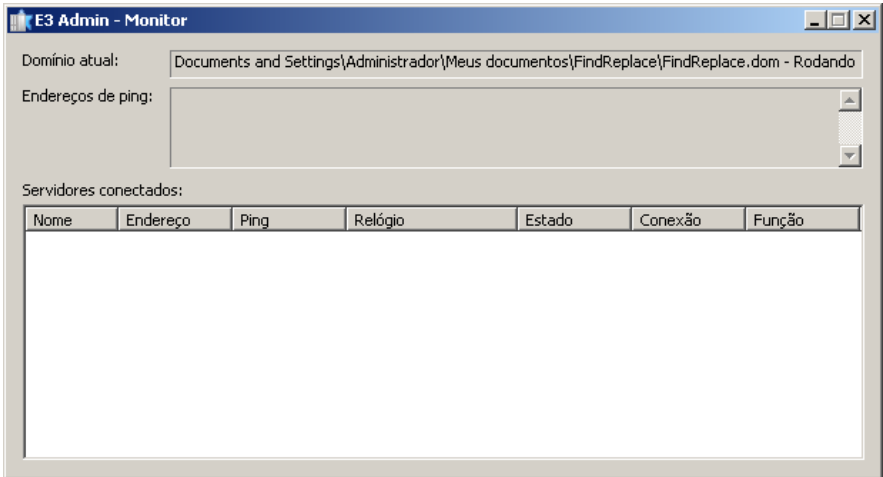 E3 Admin - Monitor
Domínio atual: Documents and Settings\Administrador\Meus documentos\FindReplace\FindReplace.dom - Rodando
Endereços de ping:
Servidores conectados:
Nome Endereço Ping Relógio Estado Conexão Função